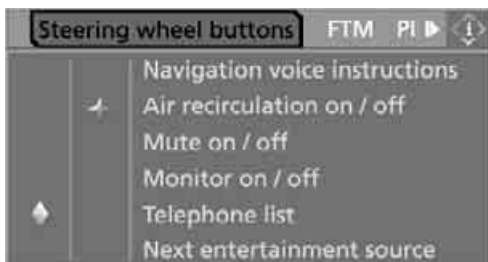 Steering wheel buttons FTM PI
Navigation voice instructions
Air recirculation on / off
Mute on / off
Monitor on / off
Telephone list
Next entertainment source